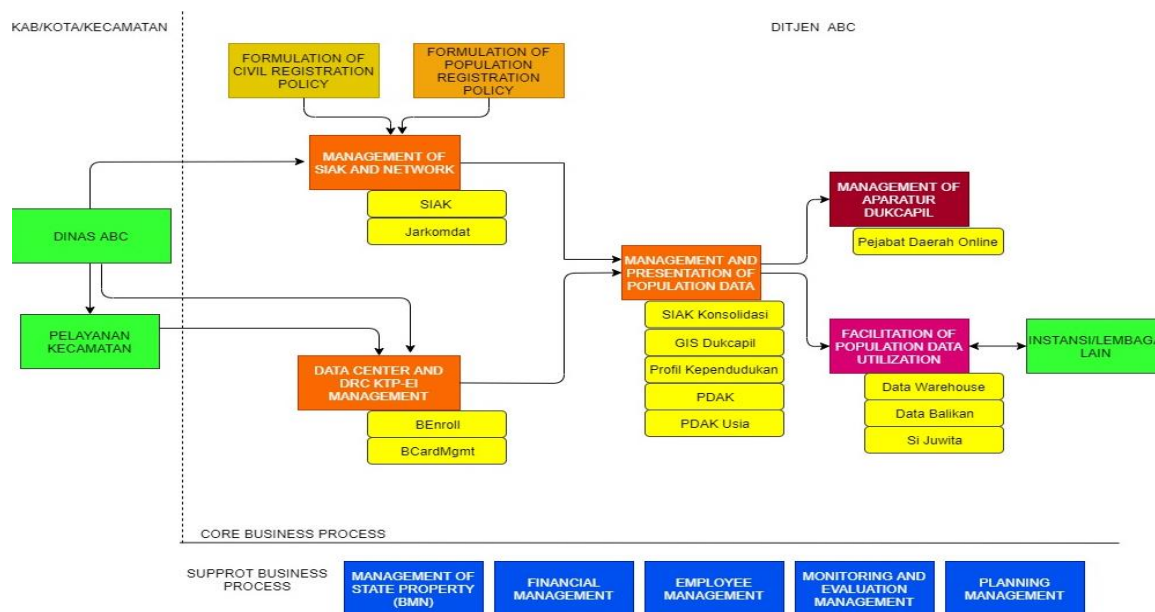 KAB/KOTA/KECAMATAN
DITJEN ABC
FORMULATION OF
CIVIL REGISTRATION
POLICY
FORMULATION OF
POPULATION
REGISTRATION
POLICY
MANAGEMENT OF
SIAK AND NETWORK
SIAK
Jarkomdat
DINAS ABC
PELAYANAN
KECAMATAN
DATA CENTER AND
DRC KTP-El
MANAGEMENT
BEnroll
BCardMgmt
MANAGEMENT AND
PRESENTATION OF
POPULATION DATA
SIAK Konsolidasi
GIS Dukcapil
Profil Kependudukan
PDAK
PDAK Usia
MANAGEMENT OF
APARATUR
DUKCAPIL
Pejabat Daerah Online
FACILITATION OF
POPULATION DATA
UTILIZATION
Data Warehouse
Data Balikan
Si Juwita
INSTANSI/LEMBAGA
LAIN
CORE BUSINESS PROCESS
SUPPROT BUSINESS
PROCESS
MANAGEMENT OF
STATE PROPERTY
(BMN)
FINANCIAL
MANAGEMENT
EMPLOYEE
MANAGEMENT
MONITORING AND
EVALUATION
MANAGEMENT
PLANNING
MANAGEMENT